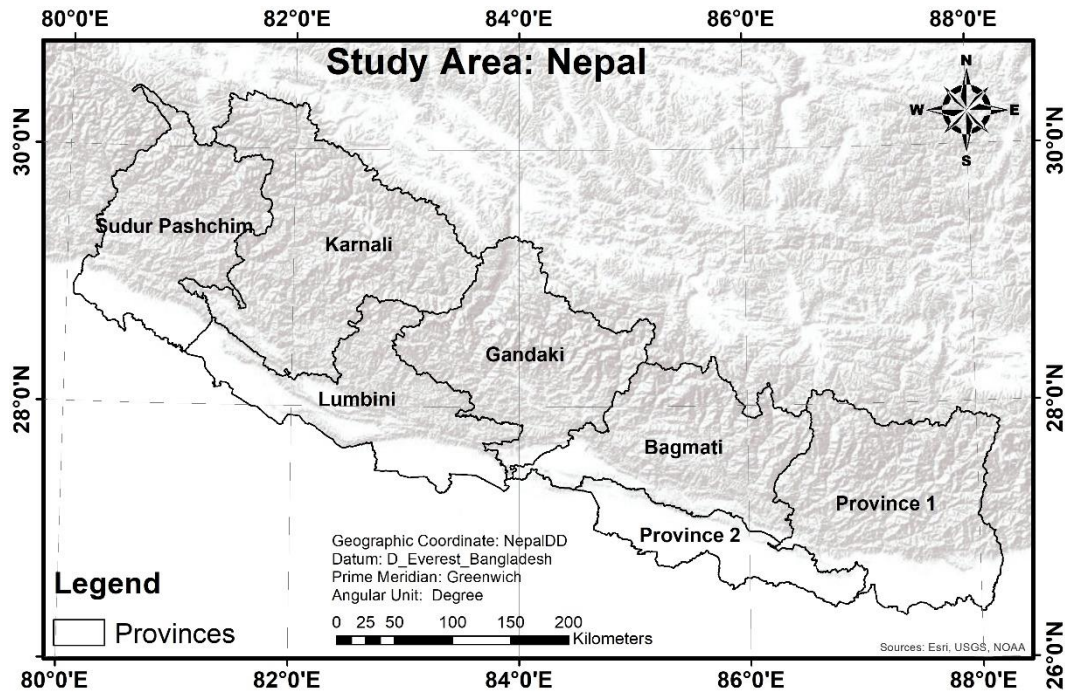 80°0'E 82°0'E 84°0'E 86°0'E 88°0'E
Study Area: Nepal
N
W E
S
30°0'N 30°0'N
Sudur Pashchim
Karnali
Gandaki
28°0'N 28°0'N
Lumbini
Bagmati
Province 1
Province 2
Geographic Coordinate: NepalDD
Datum: D_Everest_Bangladesh
Prime Meridian: Greenwich
Angular Unit: Degree
Legend
Provinces
0 25 50 100 150 200
Kilometers
Sources: Esri, USGS, NOAA
26°0'N
80°0'E 82°0'E 84°0'E 86°0'E 88°0'E